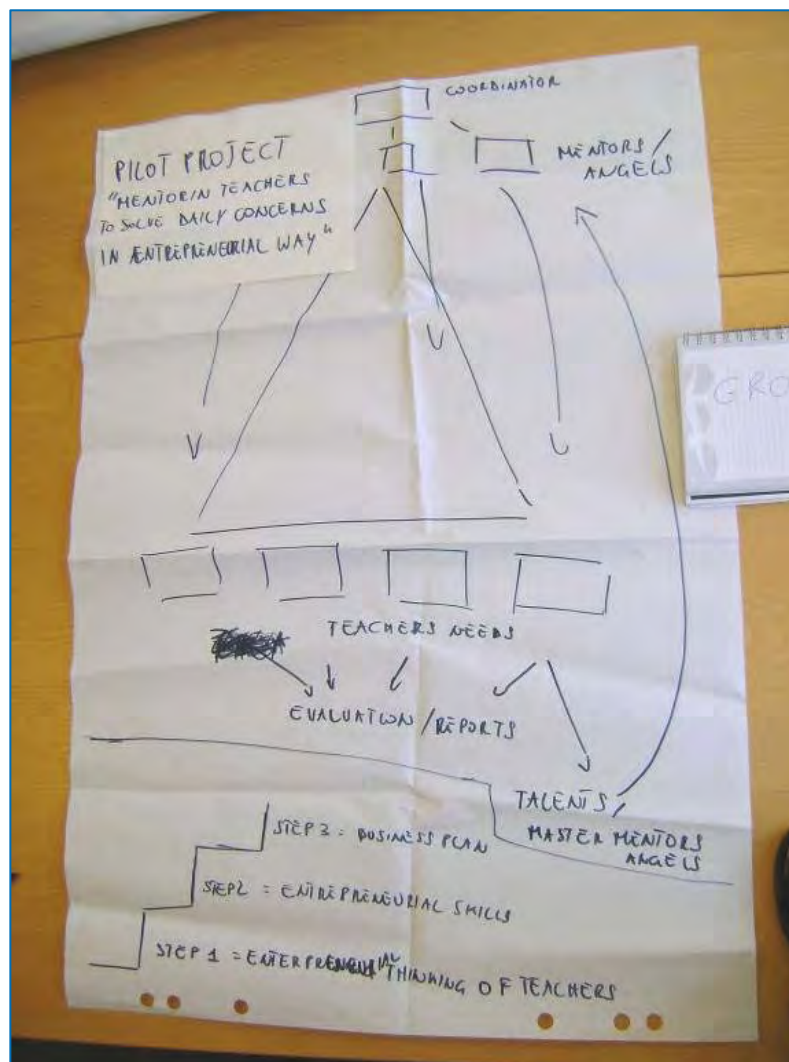 COORDINATOR
PILOT PROJECT
"MENTORIN TEACHERS
TO SOLVE DAILY CONCERNS
IN ENTREPRENEURIAL WAY"
MENTORS/
ANGELS
GRO
TEACHERS NEEDS
EVALUATION/REPORTS
TALENTS/
MASTER MENTORS
ANGELS
STEP 3 = BUSINESS PLAN
STEP 2 = ENTREPRENEURIAL SKILLS
STEP 1 = THINKING OF TEACHERS